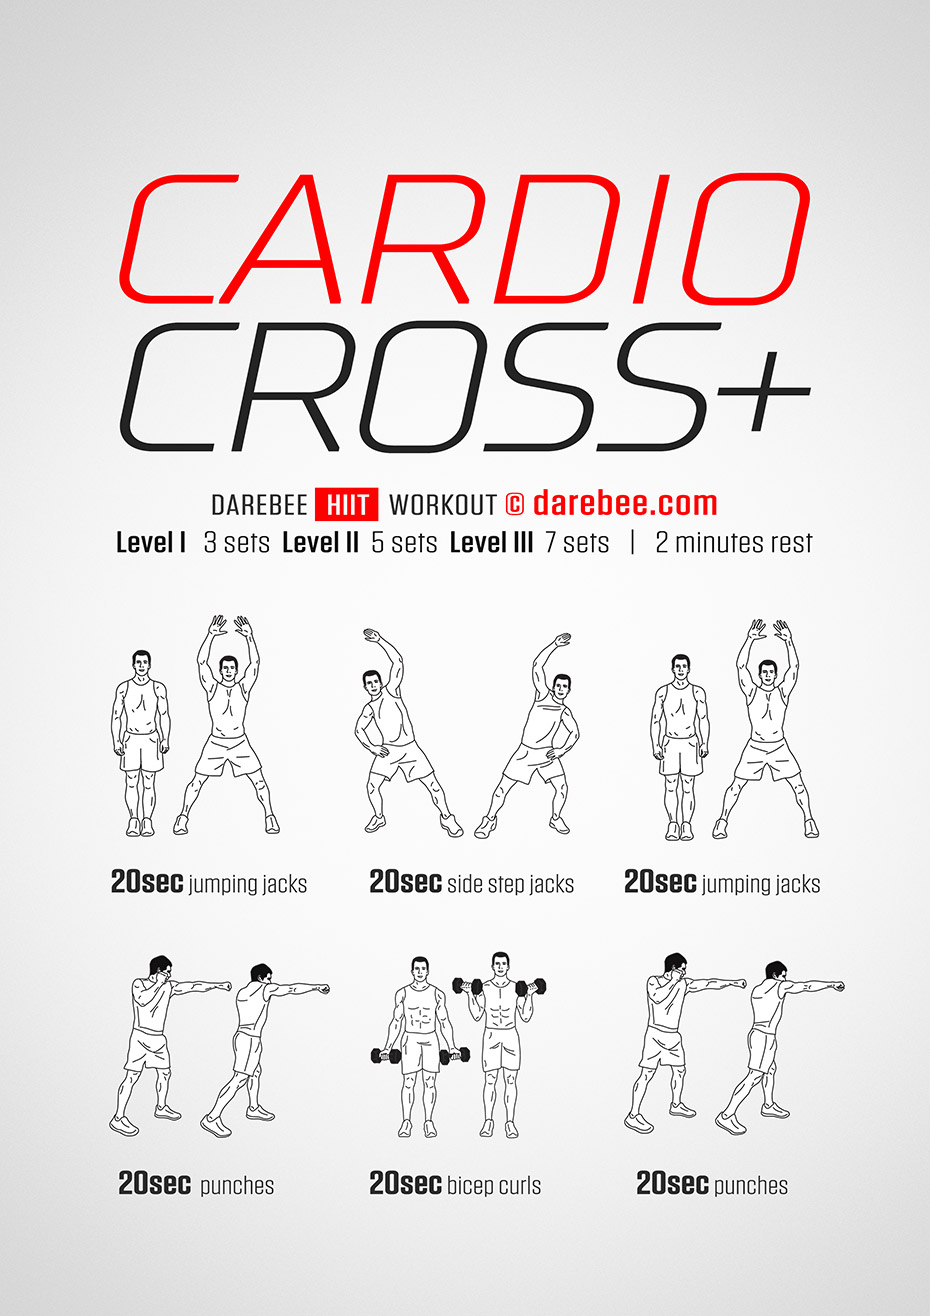 CARDIO
CROSS+
DAREBEE HIIT WORKOUT © darebee.com
Level I 3 sets Level II 5 sets Level III 7 sets | 2 minutes rest
20sec jumping jacks
20sec side step jacks
20sec jumping jacks
20sec punches
20sec bicep curls
20sec punches